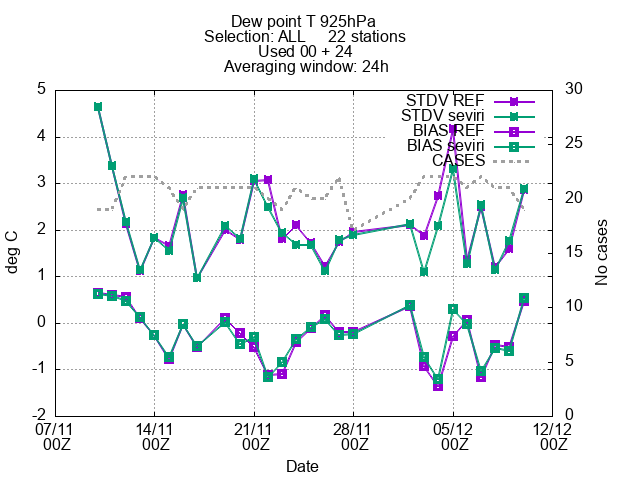 Dew point T 925hPa
Selection: ALL     22 stations
Used 00 + 24
Averaging window: 24h
STDV REF
STDV seviri
BIAS REF
BIAS seviri
CASES
5
4
3
2
1
0
-1
-2
deg C
30
25
20
15
10
5
0
No cases
07/11 14/11 21/11 28/11 05/12 12/12
00Z 00Z 00Z 00Z 00Z 00Z
Date